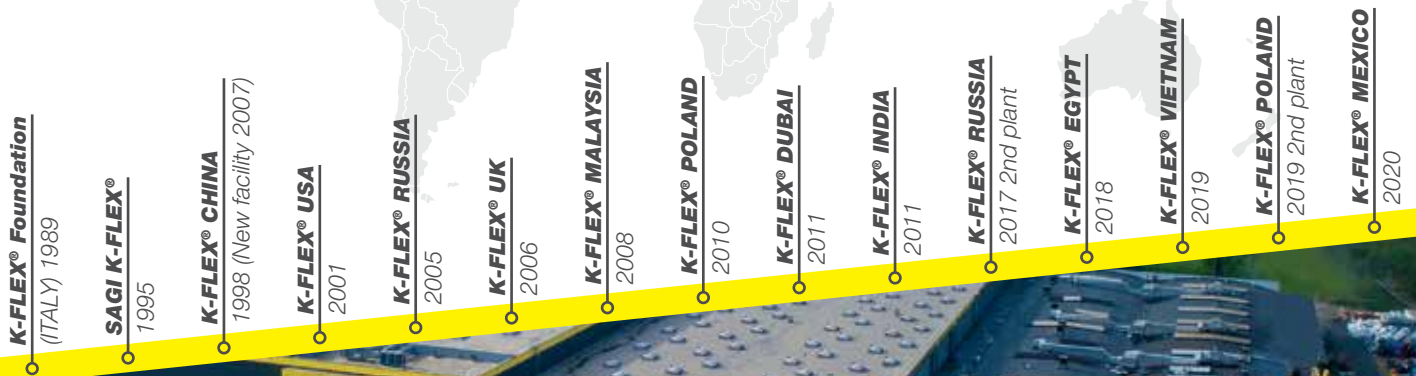 K-FLEX® Foundation
(ITALY) 1989
SAGI K-FLEX®
1995
K-FLEX® CHINA
1998 (New facility 2007)
K-FLEX® USA
2001
K-FLEX® RUSSIA
2005
K-FLEX® UK
2006
K-FLEX® MALAYSIA
2008
K-FLEX® POLAND
2010
K-FLEX® DUBAI
2011
K-FLEX® INDIA
2011
K-FLEX® RUSSIA
2017 2nd plant
K-FLEX® EGYPT
2018
K-FLEX® VIETNAM
2019
K-FLEX® POLAND
2019 2nd plant
K-FLEX® MEXICO
2020